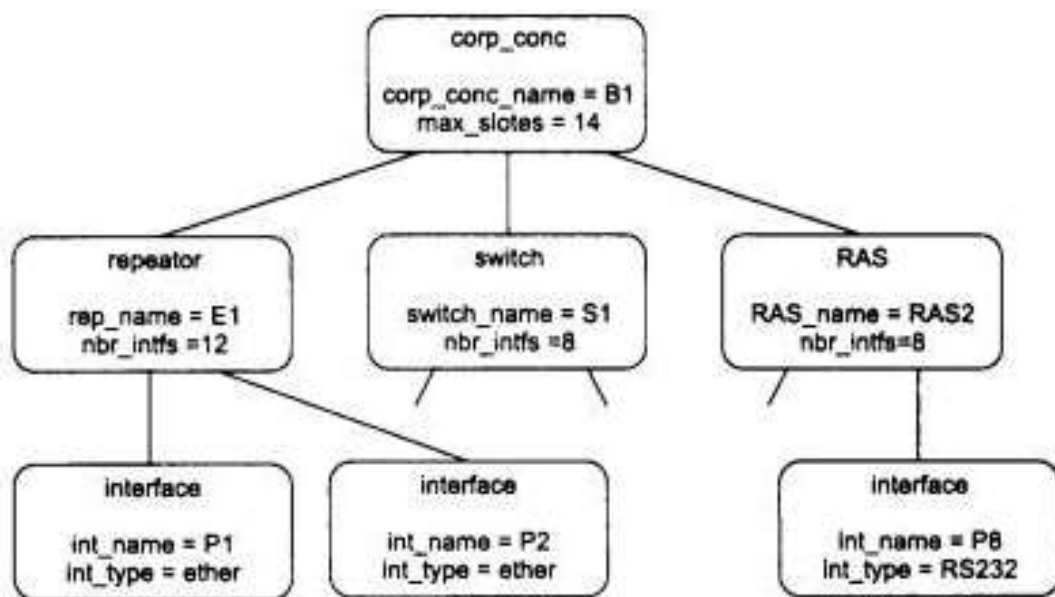 corp_conc
corp_conc_name = B1
max_slotes = 14
repeator
rep_name = E1
nbr_intfs =12
switch
switch_name = S1
nbr_intfs =8
RAS
RAS_name = RAS2
nbr_intfs=8
interface
int_name = P1
int_type = ether
interface
int_name = P2
int_type = ether
interface
int_name = P8
int_type = RS232